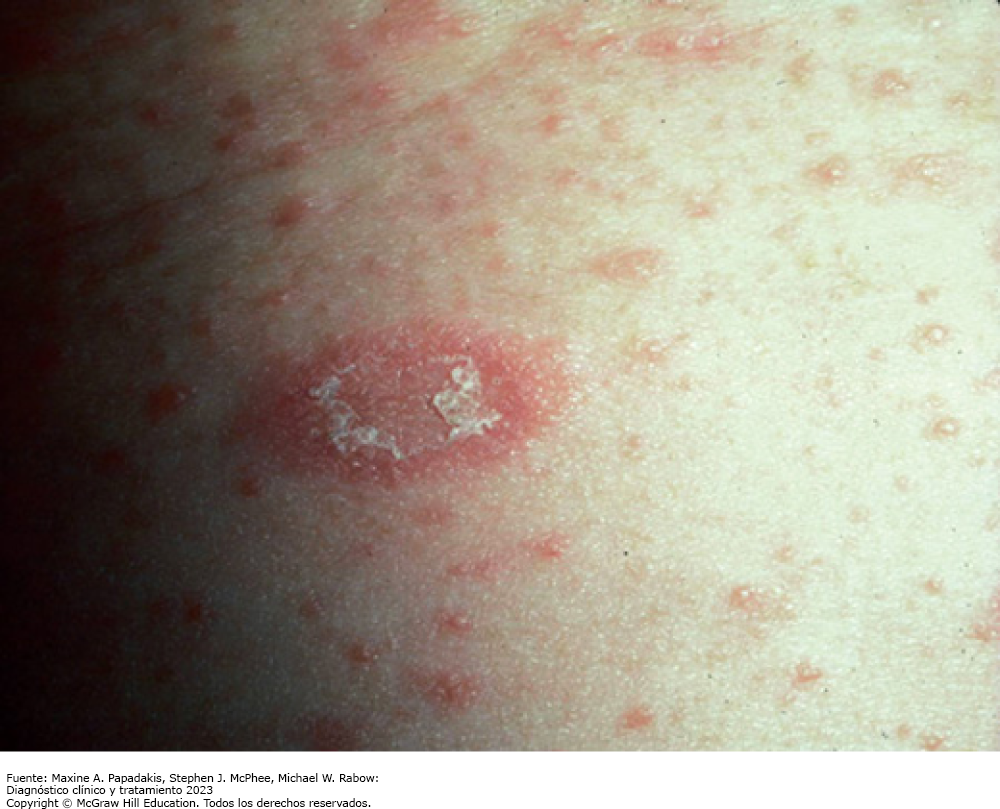 Fuente: Maxine A. Papadakis, Stephen J. McPhee, Michael W. Rabow:
Diagnóstico clínico y tratamiento 2023
Copyright © McGraw Hill Education. Todos los derechos reservados.